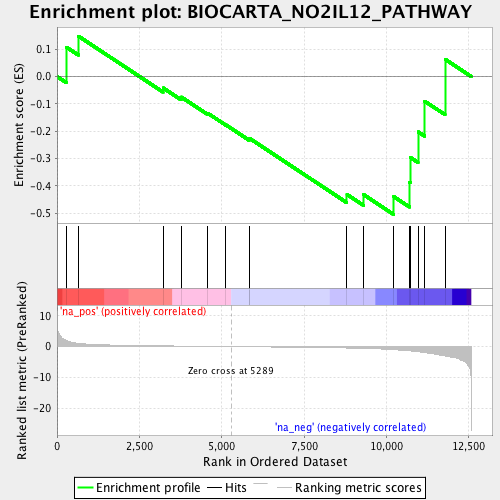 Enrichment plot: BIOCARTA_NO2IL12_PATHWAY
Enrichment score (ES)
0.1
0.0
-0.1
-0.2
-0.3
-0.4
-0.5
'na_pos' (positively correlated)
Ranked list metric (PreRanked)
10
0
-10
-20
Zero cross at 5289
'na_neg' (negatively correlated)
0
2,500
5,000
7,500
10,000
12,500
Rank in Ordered Dataset
Enrichment profile
Hits
Ranking metric scores